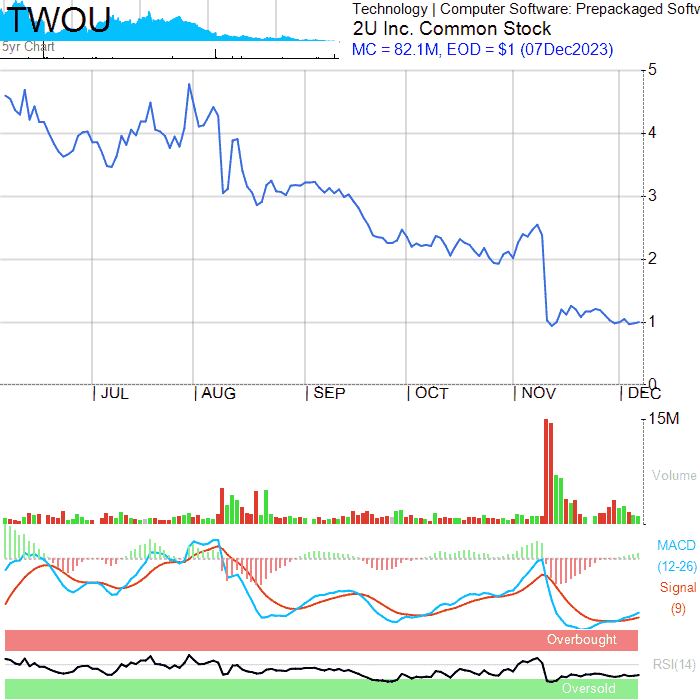 TWOU
Technology | Computer Software: Prepackaged Softw
2U Inc. Common Stock
5yr Chart
MC = 82.1M, EOD = $1 (07Dec2023)
5
4
3
2
1
0
JUL
AUG
SEP
OCT
NOV
DEC
15M
Volume
MACD
(12-26)
Signal
(9)
Overbought
RSI(14)
Oversold